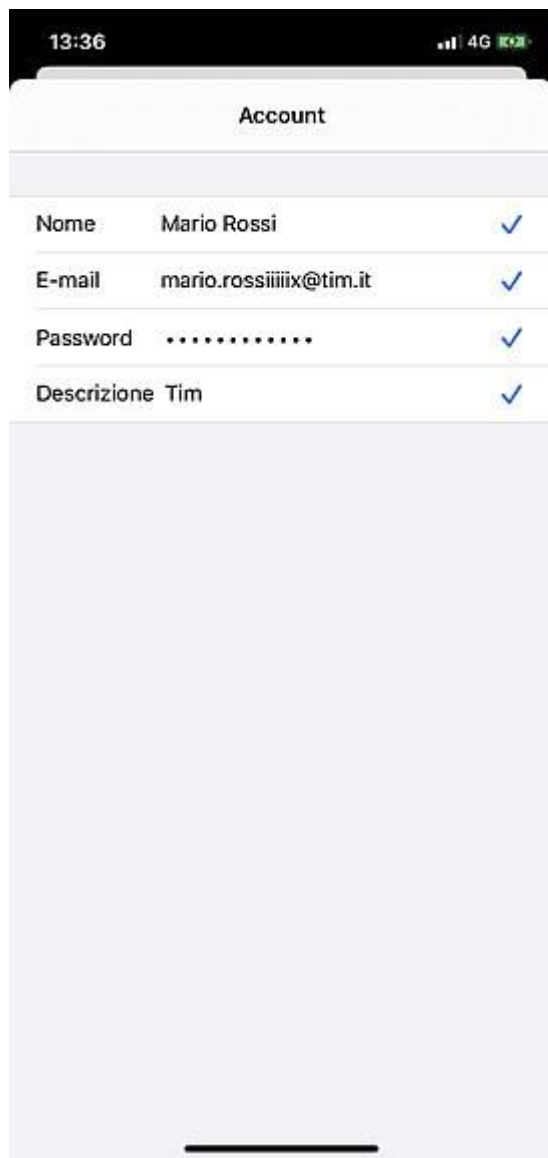 13:36 4G
Account
Nome Mario Rossi
E-mail mario.rossiiiiix@tim.it
Password ••••••••••••
Descrizione Tim